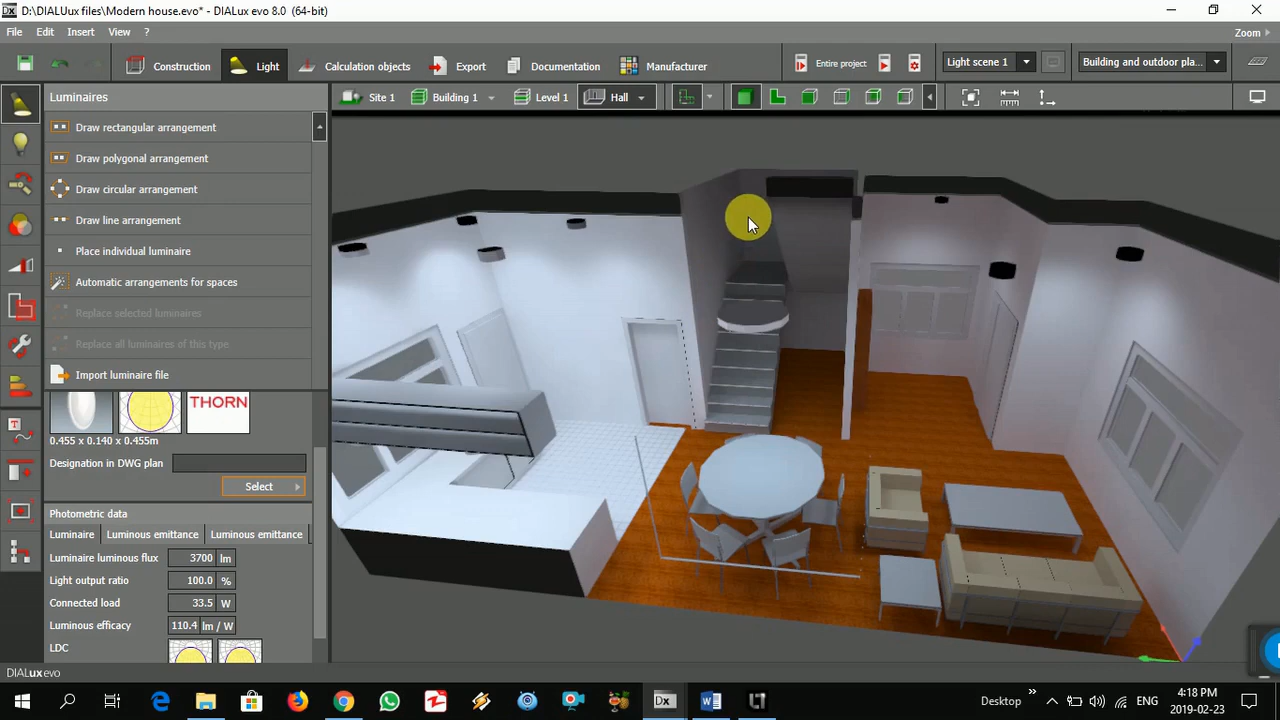 D:\DIALUux files\Modern house.evo* - DIALux evo 8.0 (64-bit)
File Edit Insert View ? Zoom
Construction Light Calculation objects Export Documentation Manufacturer Entire project Light scene 1 Building and outdoor pla...
Luminaires Site 1 Building 1 Level 1 Hall
Draw rectangular arrangement
Draw polygonal arrangement
Draw circular arrangement
Draw line arrangement
Place individual luminaire
Automatic arrangements for spaces
Replace selected luminaires
Replace all luminaires of this type
Import luminaire file
THORN
0.455 x 0.140 x 0.455m
Designation in DWG plan
Select
Photometric data
Luminaire Luminous emittance Luminous emittance
Luminaire luminous flux 3700 lm
Light output ratio 100.0 %
Connected load 33.5 W
Luminous efficacy 110.4 lm / W
LDC
DIALux evo
Desktop ENG 4:18 PM
2019-02-23